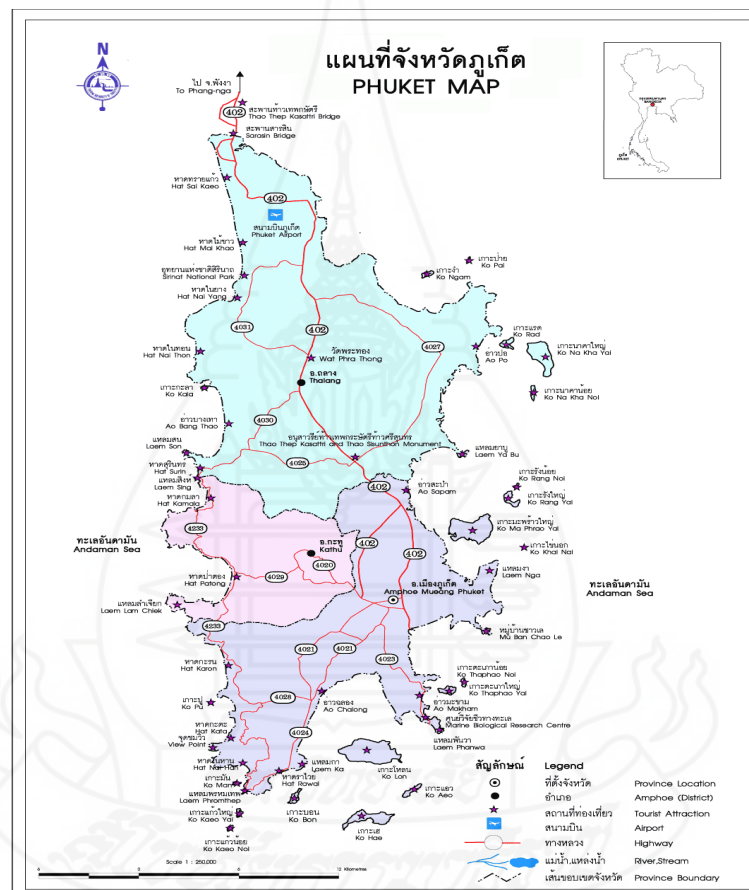 แผนที่จังหวัดภูเก็ต
PHUKET MAP
N
ไป จ.พังงา
To Phang-nga
402
สะพานท้าวเทพกษัตรี
Thao Thep Kasattri Bridge
สะพานสารสิน
Sarasin Bridge
หาดทรายแก้ว
Hat Sai Kaeo
402
สนามบินภูเก็ต
Phuket Airport
หาดไม้ขาว
Hat Mai Khao
อุทยานแห่งชาติสิรินาถ
Sirinat National Park
หาดในยาง
Hat Nai Yang
เกาะปาย
Ko Pai
เกาะงำ
Ko Ngam
4031
402
4027
เกาะแรด
Ko Rad
เกาะนาคาใหญ่
Ko Na Kha Yai
อ่าวปอ
Ao Po
หาดในทอน
Hat Nai Thon
วัดพระทอง
Wat Phra Thong
อ.ถลาง
Thalang
เกาะกะลา
Ko Kala
เกาะนาคาน้อย
Ko Na Kha Noi
อ่าวบางเทา
Ao Bang Thao
4030
อนุสาวรีย์ท้าวเทพกระษัตรีท้าวศรีสุนทร
Thao Thep Kasattri and Thao Srisunthon Monument
แหลมสน
Laem Son
4025
แหลมยาบู
Laem Ya Bu
หาดสุรินทร
Hat Surin
แหลมสิงห
Laem Sing
หาดกมลา
Hat Kamala
402
อ่าวสะปำ
Ao Sapam
เกาะรังน้อย
Ko Rang Noi
เกาะรังใหญ่
Ko Rang Yai
4233
เกาะมะพร้าวใหญ่
Ko Ma Phrao Yai
ทะเลอันดามัน
Andaman Sea
อ.กะทู้
Kathu
402
402
เกาะไข่นอก
Ko Khai Nai
4020
หาดป่าตอง
Hat Patong
4029
แหลมงา
Laem Nga
อ.เมืองภูเก็ต
Amphoe Mueang Phuket
ทะเลอันดามัน
Andaman Sea
แหลมลำเจียก
Laem Lam Chiek
4233
หมู่บ้านชาวเล
Mu Ban Chao Le
4021
4021
4023
หาดกะรน
Hat Karon
เกาะตะเภาน้อย
Ko Thaphao Noi
เกาะตะเภาใหญ่
Ko Thaphao Yai
เกาะปู
Ko Pu
4028
อ่าวฉลอง
Ao Chalong
อ่าวมะขาม
Ao Makham
ศูนย์วิจัยชีวทางทะเล
Marine Biological Research Centre
หาดกะตะ
Hat Kata
4024
แหลมพันวา
Laem Phanwa
จุดชมวิว
View Point
หาดในหาน
Hat Nai Han
แหลมกา
Laem Ka
เกาะโหลน
Ko Lon
เกาะมัน
Ko Man
หาดราไวย
Hat Rawai
แหลมพรหมเทพ
Laem Phromthep
เกาะแก้วใหญ่
Ko Kaeo Yai
เกาะบอน
Ko Bon
เกาะแอว
Ko Aeo
เกาะเฮ
Ko Hae
เกาะแก้วน้อย
Ko Kaeo Noi
สัญลักษณ์ Legend
ที่ตั้งจังหวัด Province Location
อำเภอ Amphoe (District)
สถานที่ท่องเที่ยว Tourist Attraction
สนามบิน Airport
ทางหลวง Highway
แม่น้ำ,แหล่งน้ำ River,Stream
เส้นขอบเขตจังหวัด Province Boundary
Scale 1 : 250,000
12 Kilometres
ภูเก็ต
PHUKET